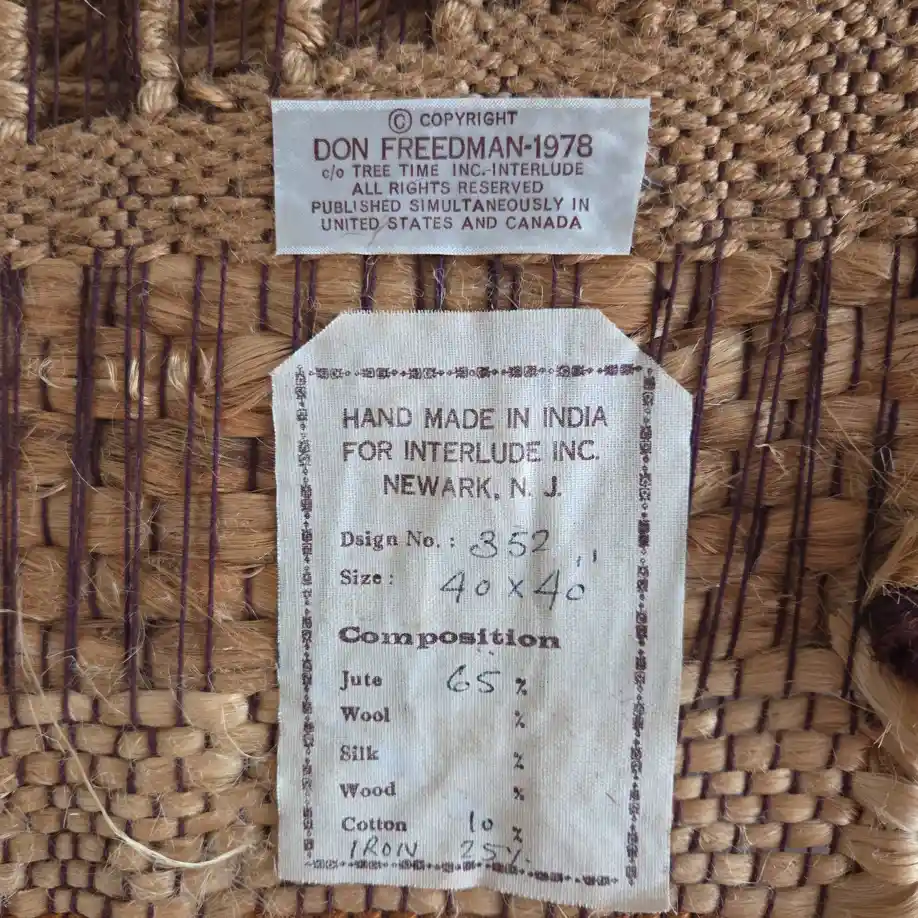 © COPYRIGHT
DON FREEDMAN-1978
c/o TREE TIME INC.-INTERLUDE
ALL RIGHTS RESERVED
PUBLISHED SIMULTANEOUSLY IN
UNITED STATES AND CANADA
HAND MADE IN INDIA
FOR INTERLUDE INC.
NEWARK, N. J.
Dsign No. : 352
Size : 40 x 40"
Composition
Jute 65 %
Wool %
Silk %
Wood %
Cotton 10 %
IRON 25%.